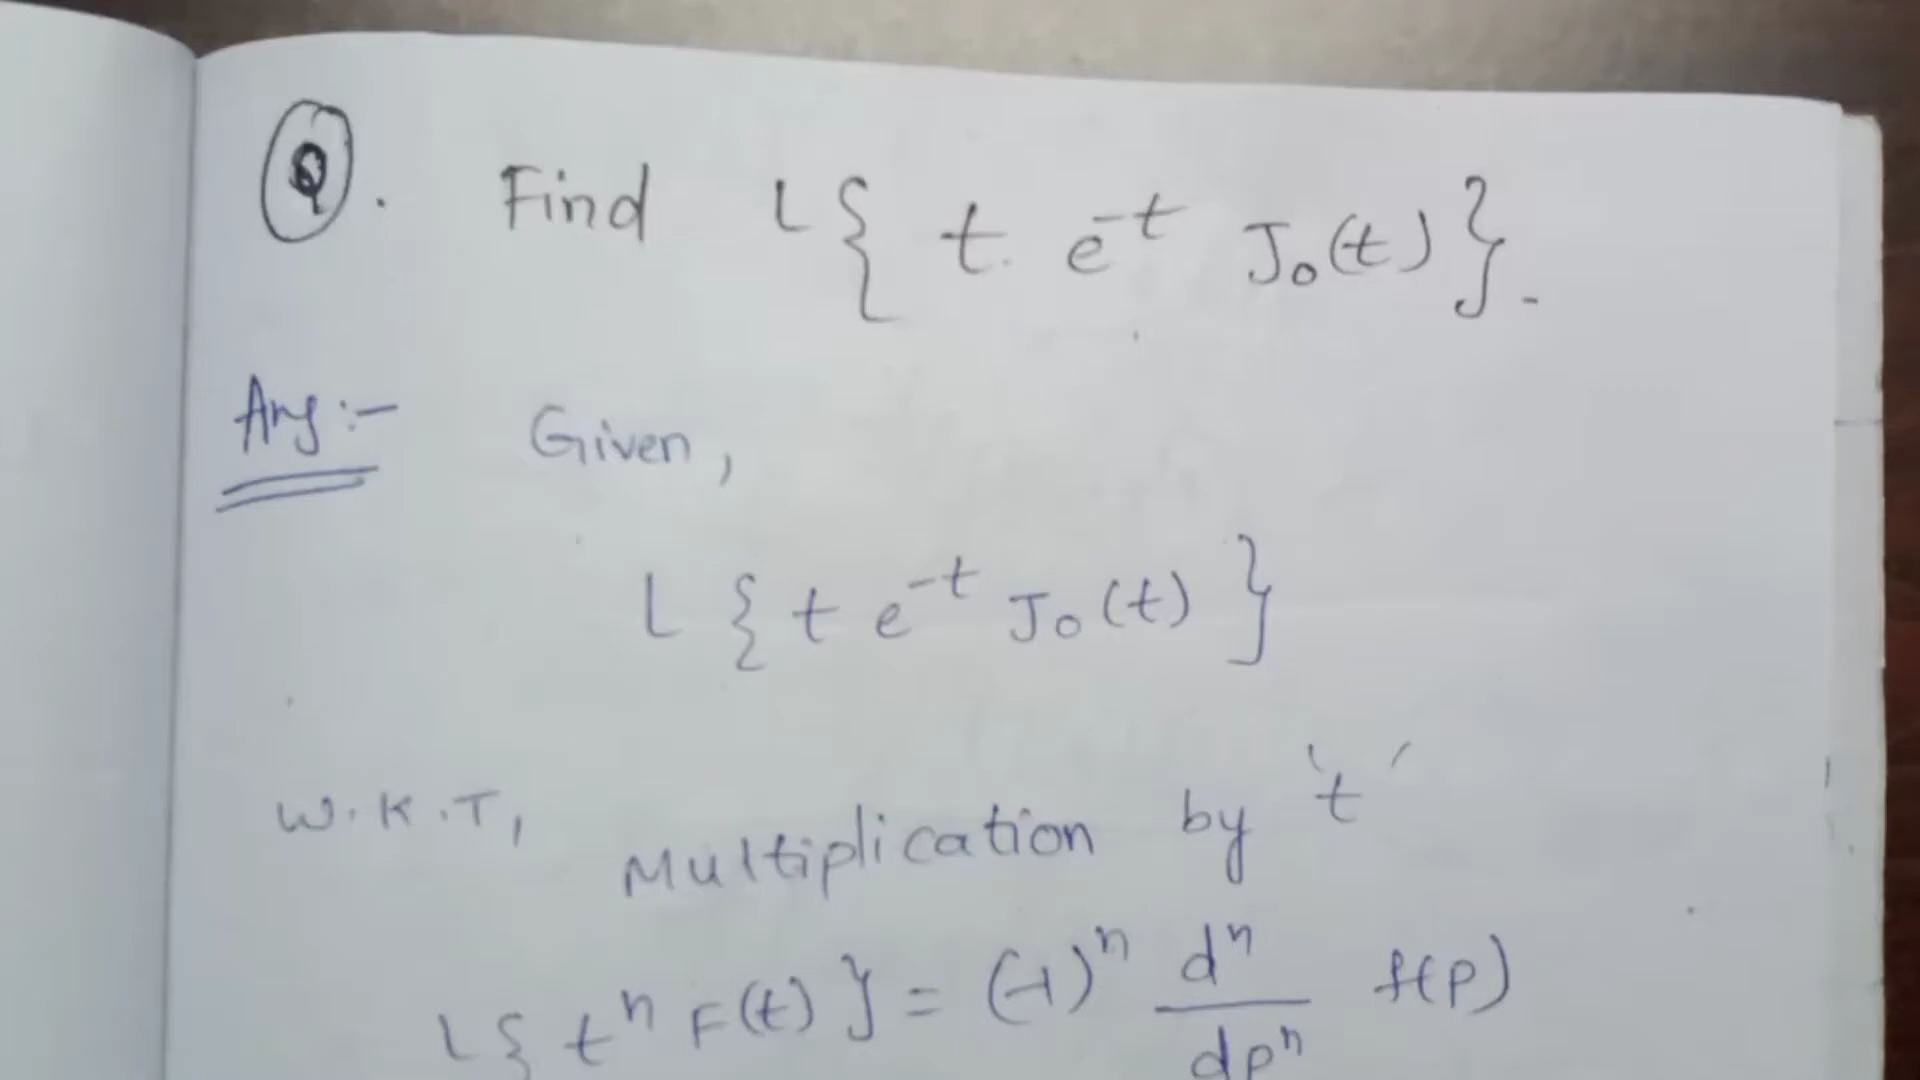 Q. Find L{ t. e^-t J₀(t)}.
Ans:- Given,
L { t e^-t J₀(t) }
W.K.T, Multiplication by 't'
L{ t^n F(t) } = (-1)^n d^n/dp^n f(p)